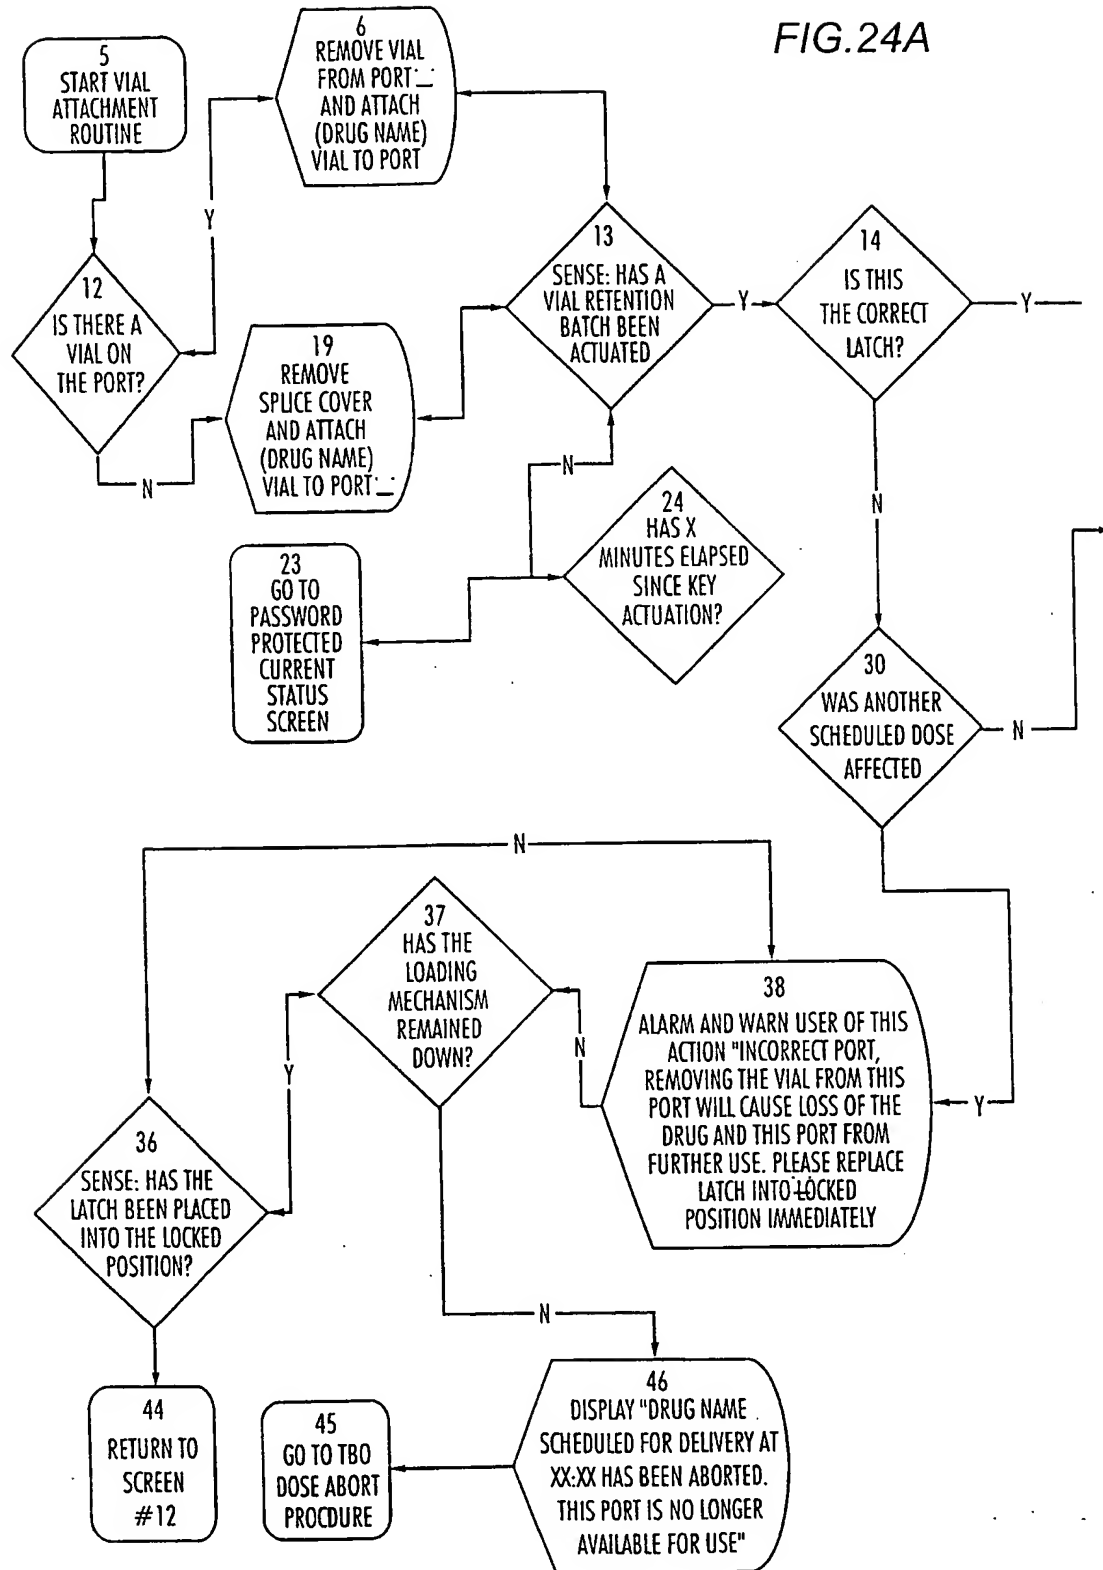 FIG.24A
5
START VIAL
ATTACHMENT
ROUTINE
6
REMOVE VIAL
FROM PORT:_:
AND ATTACH
(DRUG NAME)
VIAL TO PORT
Y
12
IS THERE A
VIAL ON
THE PORT?
N
19
REMOVE
SPLICE COVER
AND ATTACH
(DRUG NAME)
VIAL TO PORT:_:
13
SENSE: HAS A
VIAL RETENTION
BATCH BEEN
ACTUATED
Y
14
IS THIS
THE CORRECT
LATCH?
Y
N
N
24
HAS X
MINUTES ELAPSED
SINCE KEY
ACTUATION?
23
GO TO
PASSWORD
PROTECTED
CURRENT
STATUS
SCREEN
30
WAS ANOTHER
SCHEDULED DOSE
AFFECTED
N
Y
N
37
HAS THE
LOADING
MECHANISM
REMAINED
DOWN?
N
Y
38
ALARM AND WARN USER OF THIS
ACTION "INCORRECT PORT,
REMOVING THE VIAL FROM THIS
PORT WILL CAUSE LOSS OF THE
DRUG AND THIS PORT FROM
FURTHER USE. PLEASE REPLACE
LATCH INTO LOCKED
POSITION IMMEDIATELY
36
SENSE: HAS THE
LATCH BEEN PLACED
INTO THE LOCKED
POSITION?
N
44
RETURN TO
SCREEN
#12
45
GO TO TBO
DOSE ABORT
PROCDURE
46
DISPLAY "DRUG NAME
SCHEDULED FOR DELIVERY AT
XX:XX HAS BEEN ABORTED.
THIS PORT IS NO LONGER
AVAILABLE FOR USE"